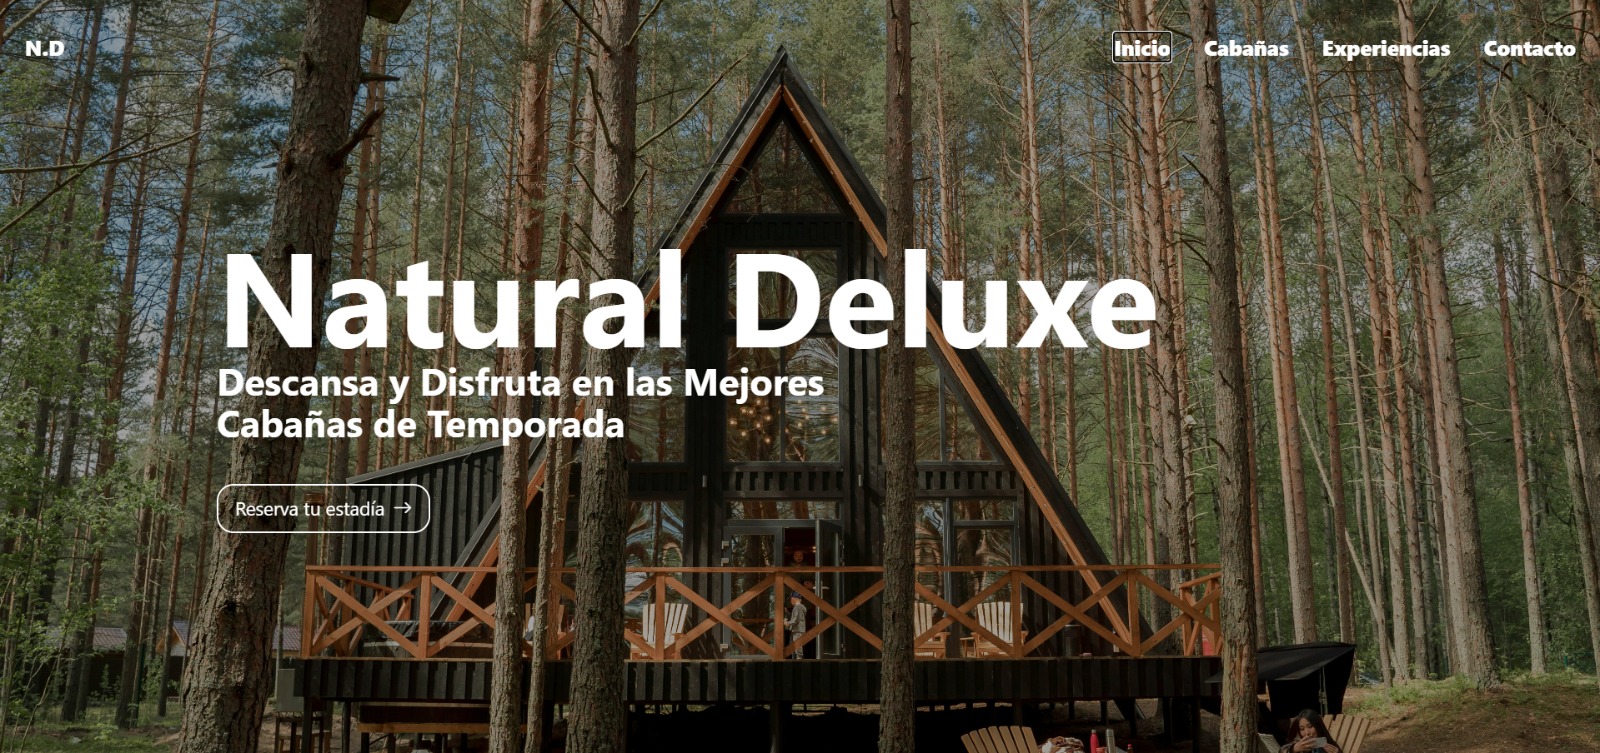 N.D
Inicio Cabañas Experiencias Contacto
Natural Deluxe
Descansa y Disfruta en las Mejores
Cabañas de Temporada
Reserva tu estadía →